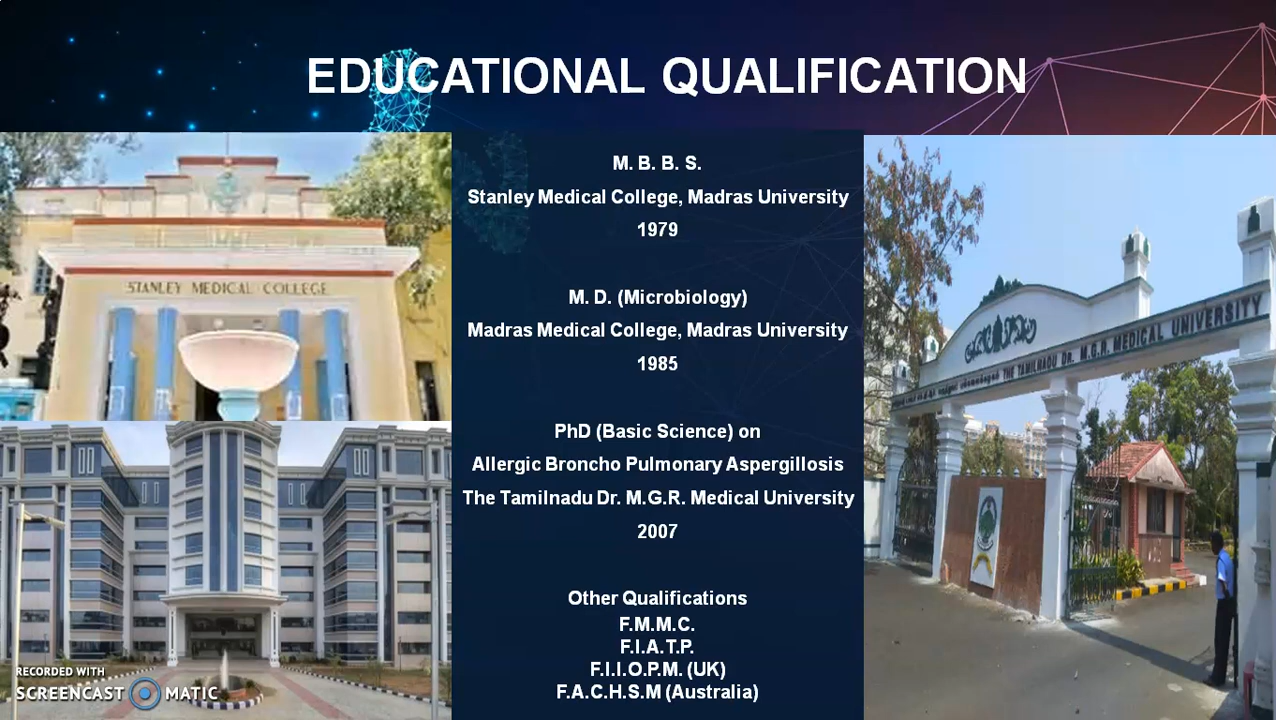 EDUCATIONAL QUALIFICATION
STANLEY MEDICAL COLLEGE
M. B. B. S.
Stanley Medical College, Madras University
1979
M. D. (Microbiology)
Madras Medical College, Madras University
1985
PhD (Basic Science) on
Allergic Broncho Pulmonary Aspergillosis
The Tamilnadu Dr. M.G.R. Medical University
2007
Other Qualifications
F.M.M.C.
F.I.A.T.P.
F.I.I.O.P.M. (UK)
F.A.C.H.S.M (Australia)
THE TAMILNADU Dr. M.G.R. MEDICAL UNIVERSITY
RECORDED WITH
SCREENCAST MATIC